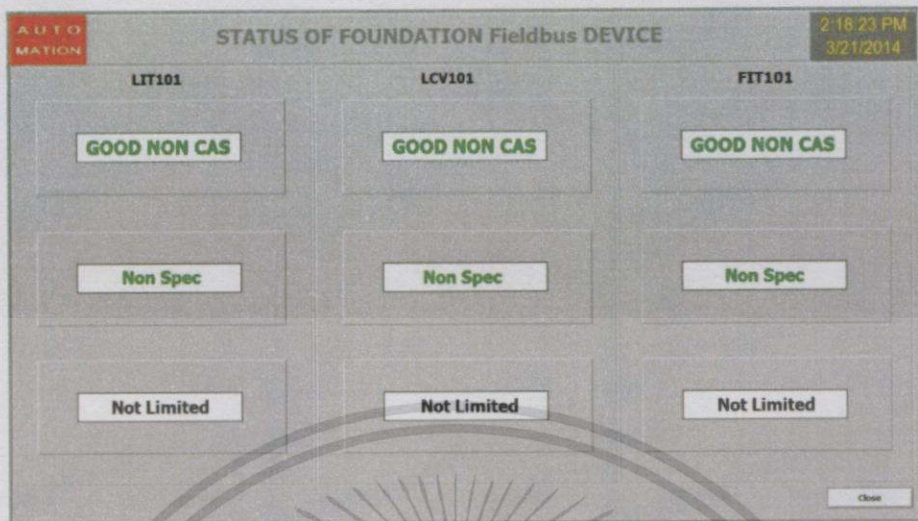 AUTO
MATION
STATUS OF FOUNDATION Fieldbus DEVICE
2:18:23 PM
3/21/2014
LIT101
LCV101
FIT101
GOOD NON CAS
GOOD NON CAS
GOOD NON CAS
Non Spec
Non Spec
Non Spec
Not Limited
Not Limited
Not Limited
Close